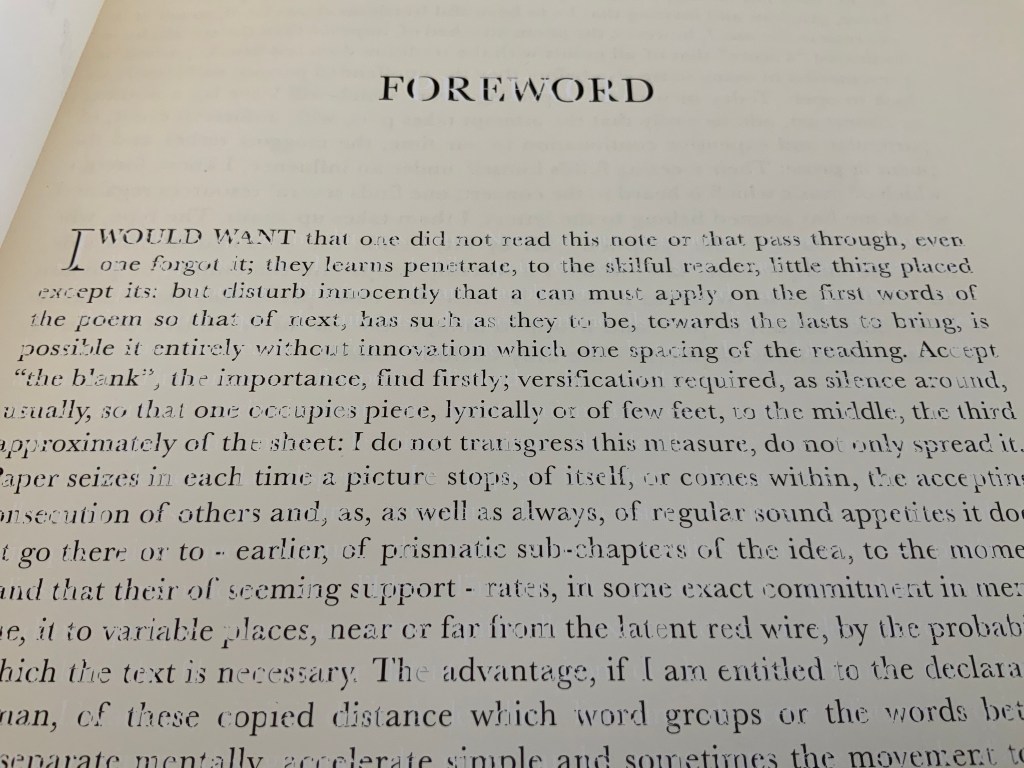 FOREWORD
I WOULD WANT that one did not read this note or that pass through, even
one forgot it; they learns penetrate, to the skilful reader, little thing placed
except its: but disturb innocently that a can must apply on the first words of
the poem so that of next, has such as they to be, towards the lasts to bring, is
possible it entirely without innovation which one spacing of the reading. Accept
“the blank”, the importance, find firstly; versification required, as silence around,
usually, so that one occupies piece, lyrically or of few feet, to the middle, the third
approximately of the sheet: I do not transgress this measure, do not only spread it.
Paper seizes in each time a picture stops, of itself, or comes within, the
of others and, as, as well as always, of regular sound appetites it
go there or to - earlier, of prismatic sub-chapters of the idea, to the
and that their of seeming support - rates, in some exact commitment in
it to variable places, near or far from the latent red wire, by the
the text is necessary. The advantage, if I am entitled to the
of these copied distance which word groups or the words
separate mentally, accelerate simple and sometimes the movement